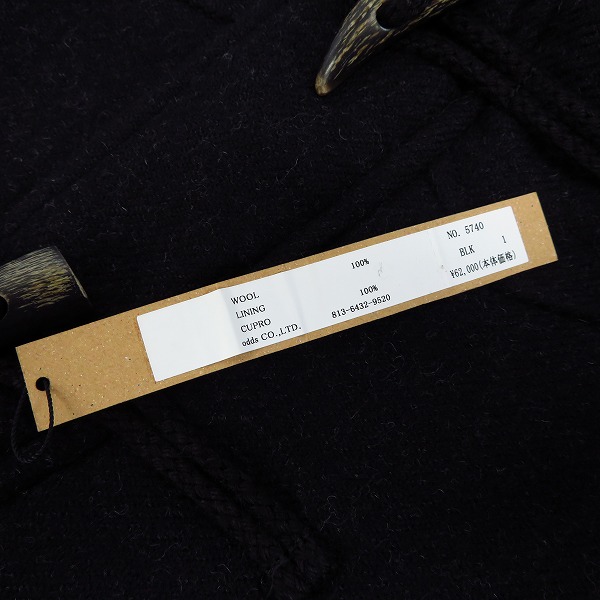 WOOL 100%
LINING
CUPRO 100%
odds CO.,LTD. 813-6432-9520
NO. 5740
BLK 1
¥62,000(本体価格)